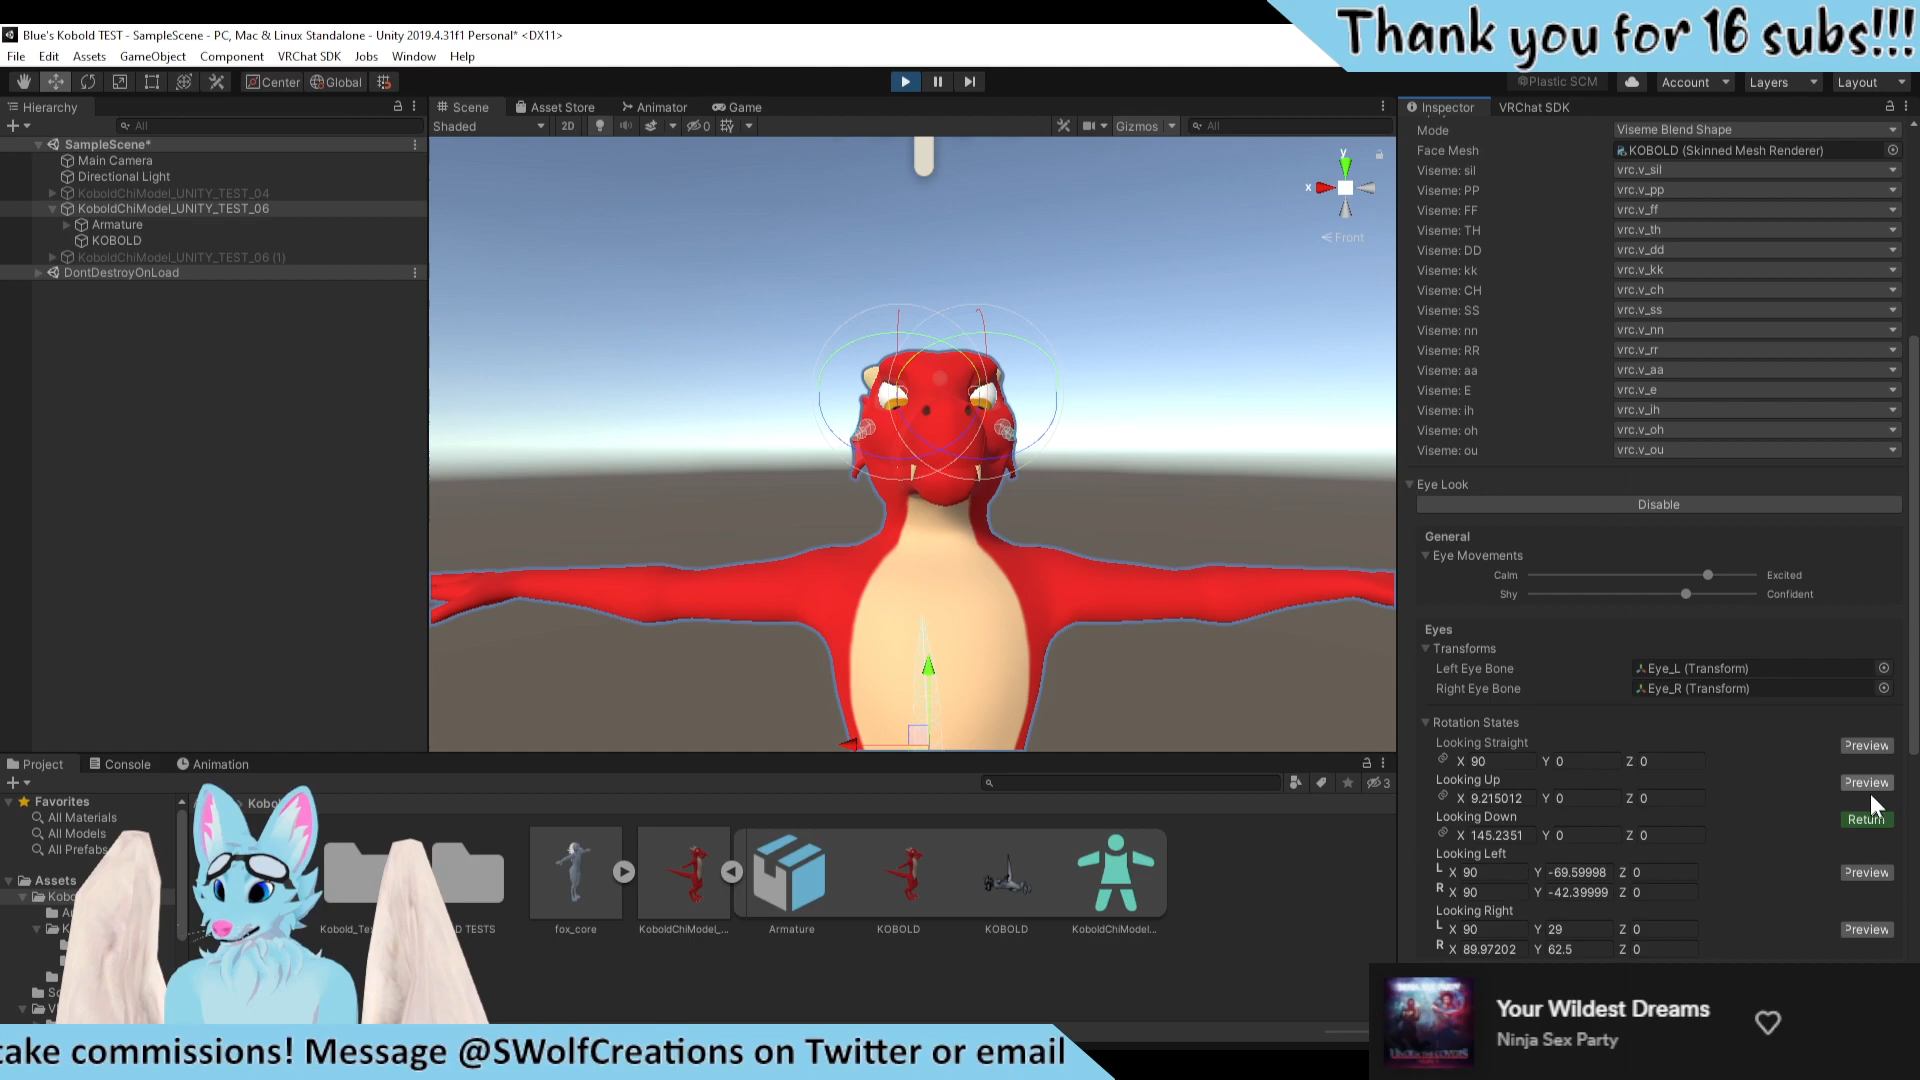 Thank you for 16 subs!!!
Blue's Kobold TEST - SampleScene - PC, Mac & Linux Standalone - Unity 2019.4.31f1 Personal* <DX11>
File Edit Assets GameObject Component VRChat SDK Jobs Window Help
Center Global
Plastic SCM Account Layers Layout
Hierarchy
All
SampleScene*
Main Camera
Directional Light
KoboldChiModel_UNITY_TEST_04
KoboldChiModel_UNITY_TEST_06
Armature
KOBOLD
KoboldChiModel_UNITY_TEST_06 (1)
DontDestroyOnLoad
Scene Asset Store Animator Game
Shaded 2D 0 Gizmos All
y
x
Front
Inspector VRChat SDK
Mode Viseme Blend Shape
Face Mesh KOBOLD (Skinned Mesh Renderer)
Viseme: sil vrc.v_sil
Viseme: PP vrc.v_pp
Viseme: FF vrc.v_ff
Viseme: TH vrc.v_th
Viseme: DD vrc.v_dd
Viseme: kk vrc.v_kk
Viseme: CH vrc.v_ch
Viseme: SS vrc.v_ss
Viseme: nn vrc.v_nn
Viseme: RR vrc.v_rr
Viseme: aa vrc.v_aa
Viseme: E vrc.v_e
Viseme: ih vrc.v_ih
Viseme: oh vrc.v_oh
Viseme: ou vrc.v_ou
Eye Look
Disable
General
Eye Movements
Calm Excited
Shy Confident
Eyes
Transforms
Left Eye Bone Eye_L (Transform)
Right Eye Bone Eye_R (Transform)
Rotation States
Looking Straight Preview
X 90 Y 0 Z 0
Looking Up Preview
X 9.215012 Y 0 Z 0
Looking Down Return
X 145.2351 Y 0 Z 0
Looking Left
L X 90 Y -69.59998 Z 0 Preview
R X 90 Y -42.39999 Z 0
Looking Right
L X 90 Y 29 Z 0 Preview
R X 89.97202 Y 62.5 Z 0
Project Console Animation
3
Favorites
All Materials
All Models
All Prefabs
Assets
Kobo
Kobol
Kobold_Te
D TESTS
fox_core
KoboldChiModel_...
Armature
KOBOLD
KOBOLD
KoboldChiModel...
Your Wildest Dreams
Ninja Sex Party
take commissions! Message @SWolfCreations on Twitter or email